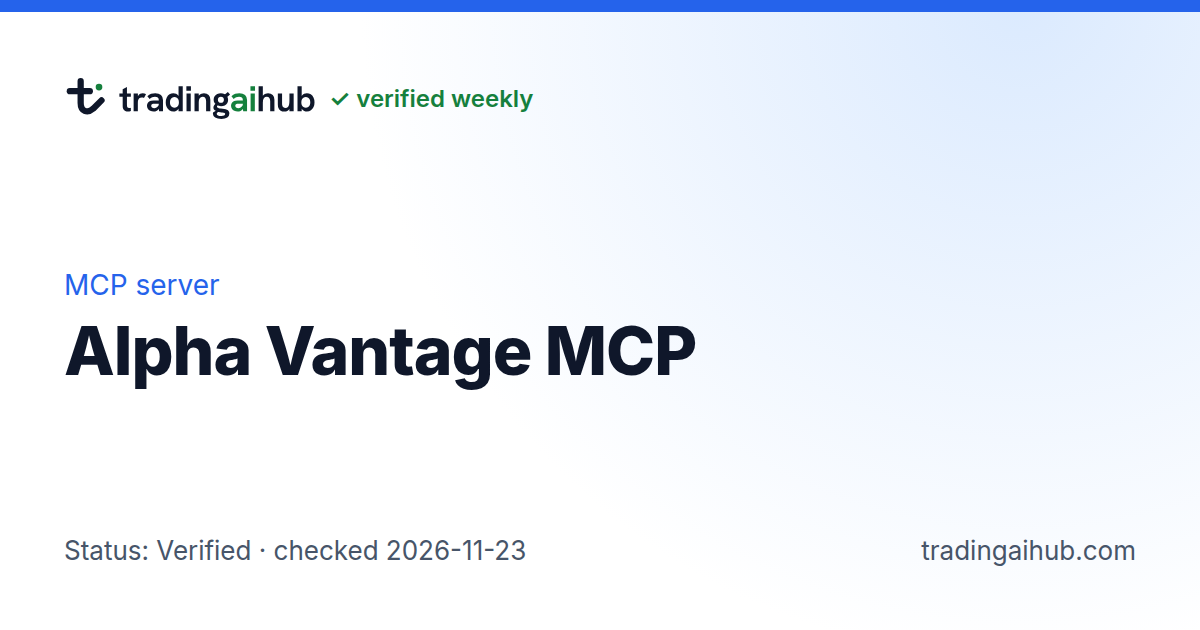 tradingaihub ✓ verified weekly
MCP server
Alpha Vantage MCP
Status: Verified · checked 2026-11-23
tradingaihub.com